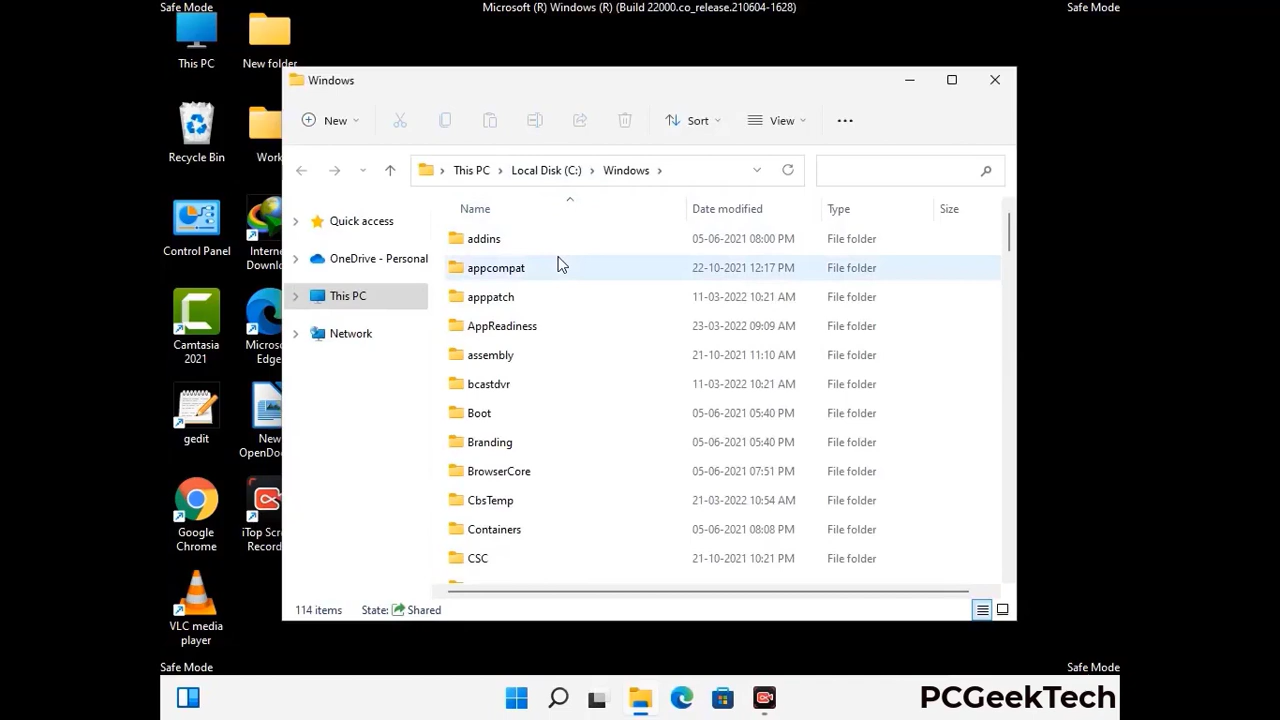 Safe Mode
Microsoft (R) Windows (R) (Build 22000.co_release.210604-1628)
Safe Mode
This PC
New folder
Recycle Bin
Work
Control Panel
Internet
Downl
Camtasia
2021
Micros
Edge
gedit
New
OpenDo
Google
Chrome
iTop Scr
Record
VLC media
player
Windows
New
Sort
View
This PC
Local Disk (C:)
Windows
Quick access
OneDrive - Personal
This PC
Network
Name Date modified Type Size
addins 05-06-2021 08:00 PM File folder
appcompat 22-10-2021 12:17 PM File folder
apppatch 11-03-2022 10:21 AM File folder
AppReadiness 23-03-2022 09:09 AM File folder
assembly 21-10-2021 11:10 AM File folder
bcastdvr 11-03-2022 10:21 AM File folder
Boot 05-06-2021 05:40 PM File folder
Branding 05-06-2021 05:40 PM File folder
BrowserCore 05-06-2021 07:51 PM File folder
CbsTemp 21-03-2022 10:54 AM File folder
Containers 05-06-2021 08:08 PM File folder
CSC 21-10-2021 10:21 PM File folder
114 items State: Shared
Safe Mode
Safe Mode
PCGeekTech